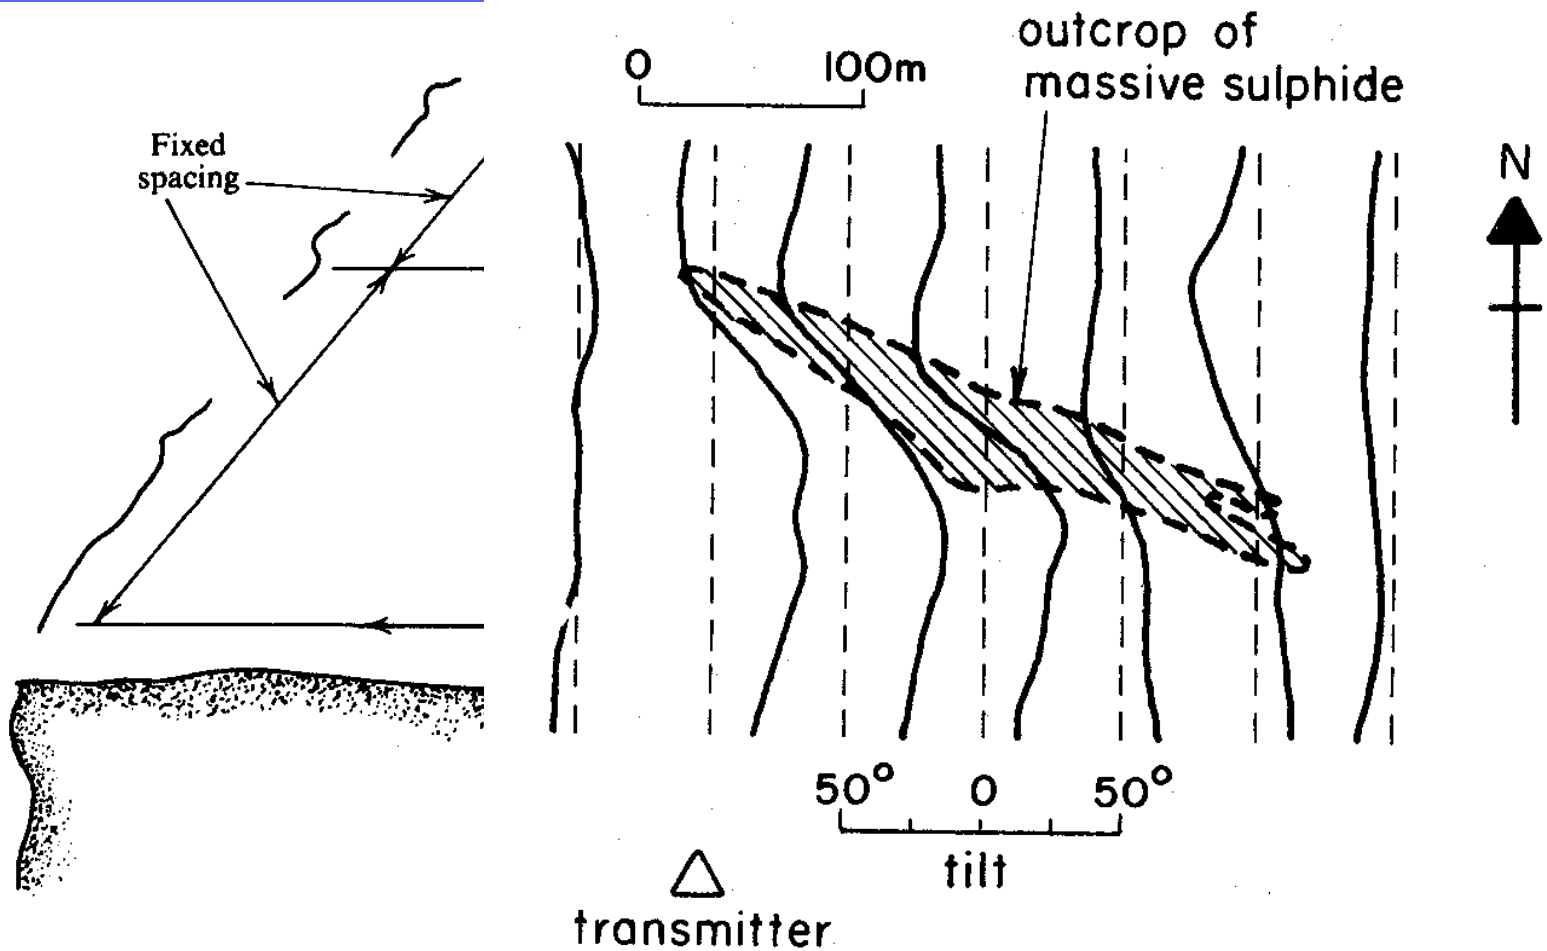 Fixed
spacing
0 100m
outcrop of
massive sulphide
N
50° 0 50°
tilt
transmitter